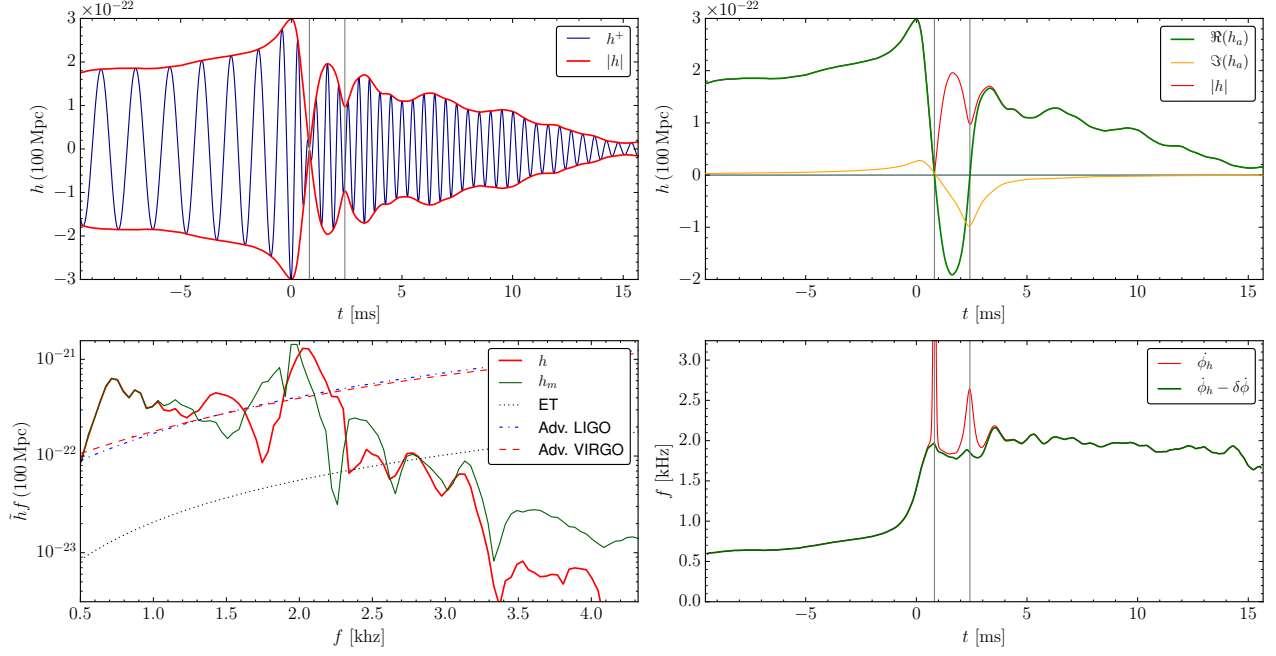 3 1e−22
2
1
0
−1
−2
−3
h (100 Mpc)
−5 0 5 10 15
t [ms]
h⁺
|h|
3 1e−22
2
1
0
−1
−2
h (100 Mpc)
−5 0 5 10 15
t [ms]
ℜ(hₐ)
ℑ(hₐ)
|h|
10⁻²¹
10⁻²²
10⁻²³
h̃f (100 Mpc)
0.5 1.0 1.5 2.0 2.5 3.0 3.5 4.0
f [khz]
h
hₘ
ET
Adv. LIGO
Adv. VIRGO
3.0
2.5
2.0
1.5
1.0
0.5
0.0
f [kHz]
−5 0 5 10 15
t [ms]
ϕ̇ₕ
ϕ̇ₕ − δϕ̇